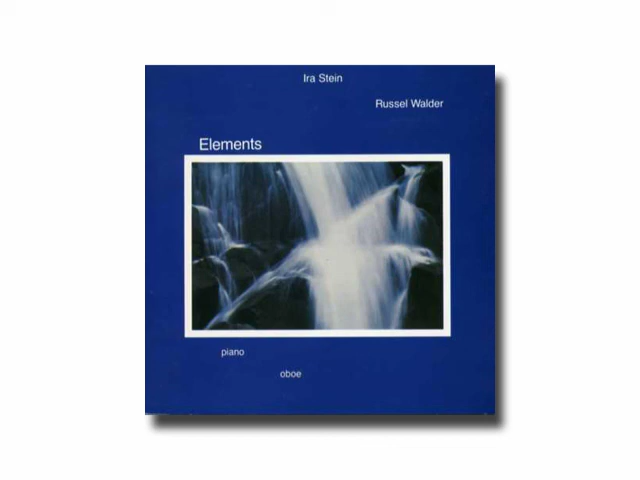 Ira Stein
Russel Walder
Elements
piano
oboe